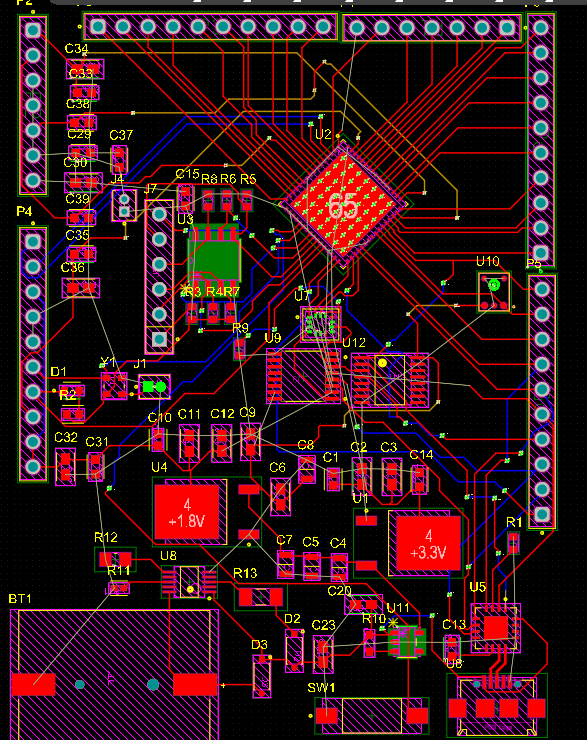 P2
C34
C33
C38
C29
C37
C30
J4
J7
C15
R8
R6
R5
C39
U3
U2
65
P4
C35
C36
R3
R4
R7
U7
U10
P5
R9
U9
U12
D1
Y1
J1
R2
C10
C11
C12
C9
C32
C31
C8
U4
C6
C1
C2
C3
C14
4
+1.8V
U1
4
+3.3V
R1
R12
R11
U8
C7
C5
C4
R13
U5
BT1
C20
U11
R10
C13
D2
C23
D3
SW1